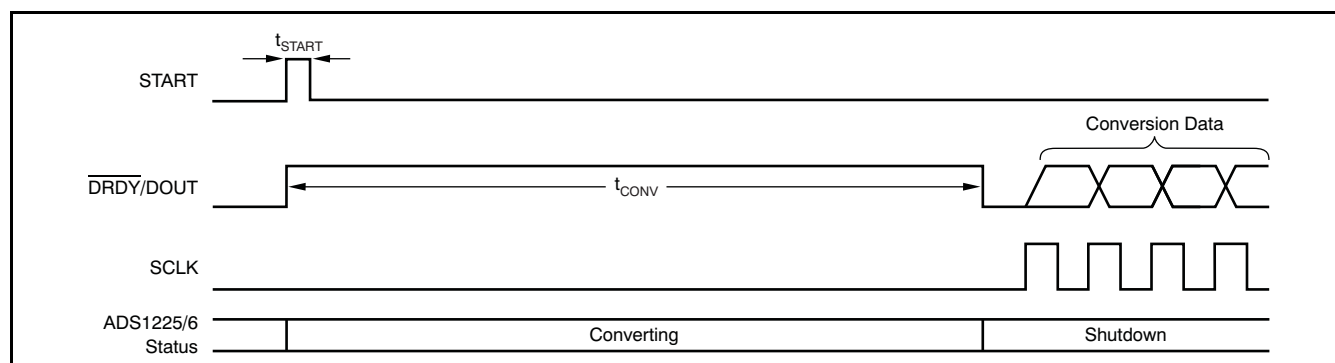 tSTART
START
Conversion Data
DRDY/DOUT
tCONV
SCLK
ADS1225/6
Status
Converting
Shutdown